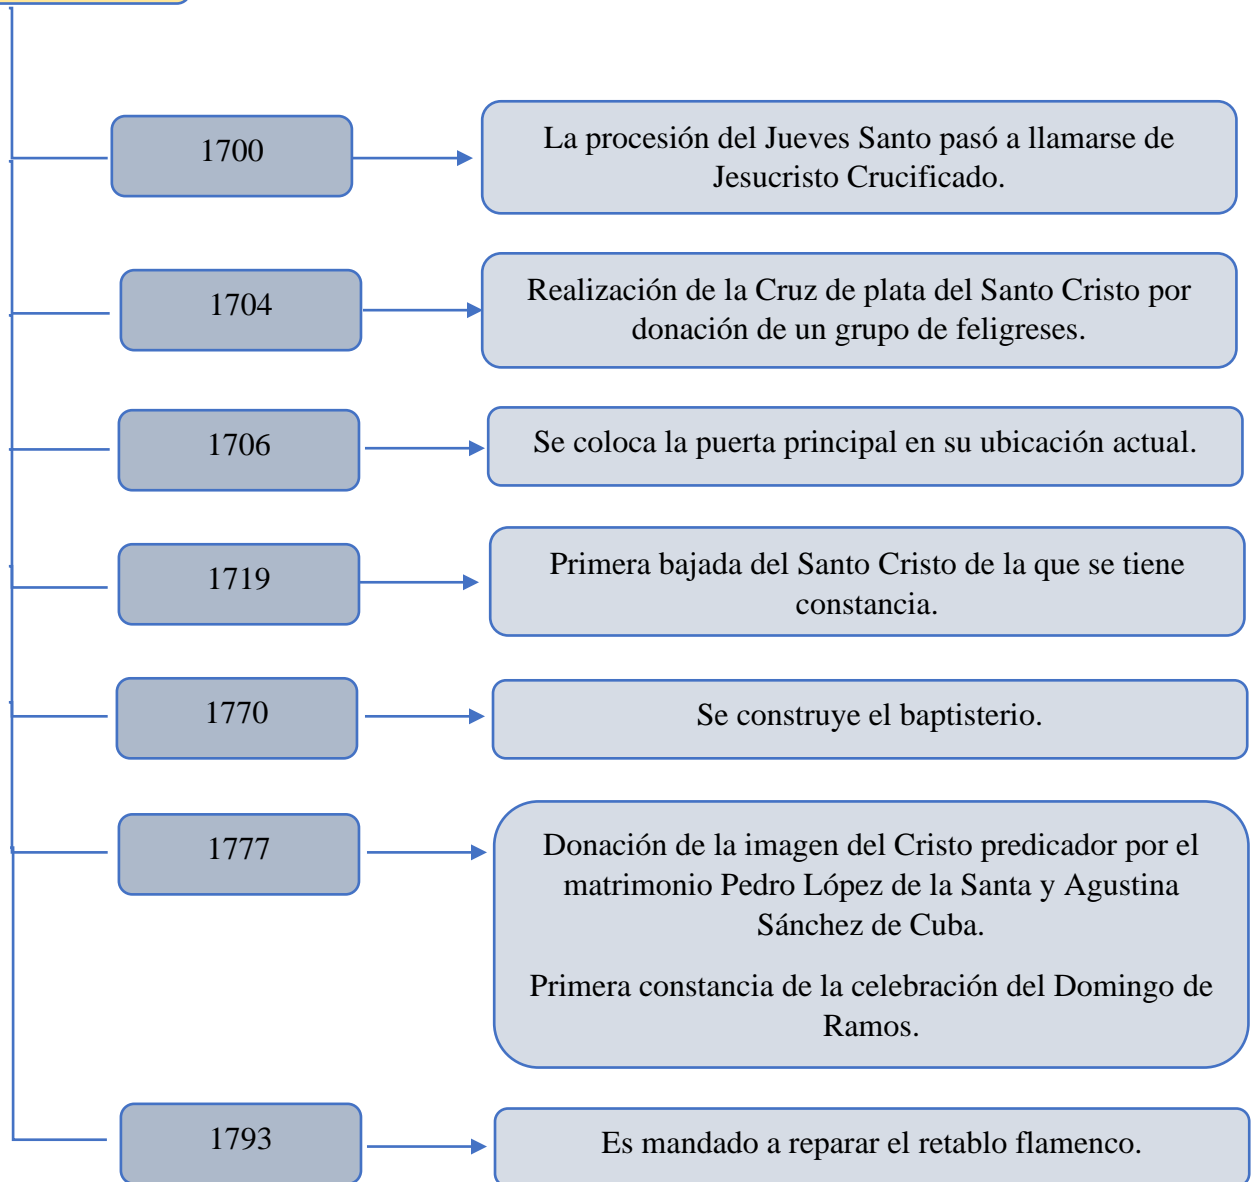 1700
La procesión del Jueves Santo pasó a llamarse de
Jesucristo Crucificado.
1704
Realización de la Cruz de plata del Santo Cristo por
donación de un grupo de feligreses.
1706
Se coloca la puerta principal en su ubicación actual.
1719
Primera bajada del Santo Cristo de la que se tiene
constancia.
1770
Se construye el baptisterio.
1777
Donación de la imagen del Cristo predicador por el
matrimonio Pedro López de la Santa y Agustina
Sánchez de Cuba.
Primera constancia de la celebración del Domingo de
Ramos.
1793
Es mandado a reparar el retablo flamenco.